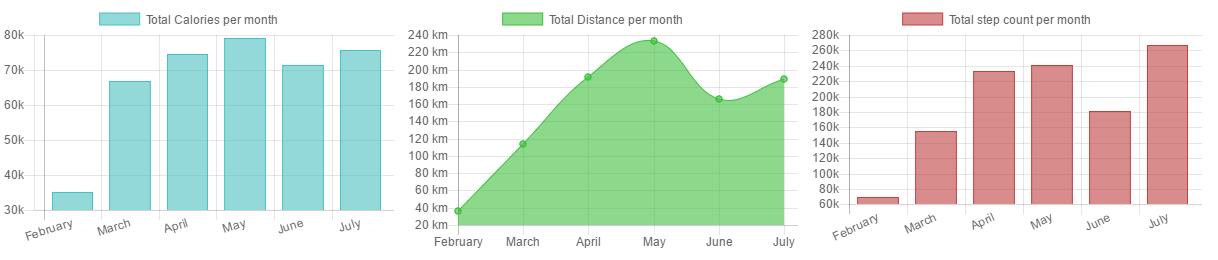 Total Calories per month
80k
70k
60k
50k
40k
30k
February March April May June July
Total Distance per month
240 km
220 km
200 km
180 km
160 km
140 km
120 km
100 km
80 km
60 km
40 km
20 km
February March April May June July
Total step count per month
280k
260k
240k
220k
200k
180k
160k
140k
120k
100k
80k
60k
February March April May June July